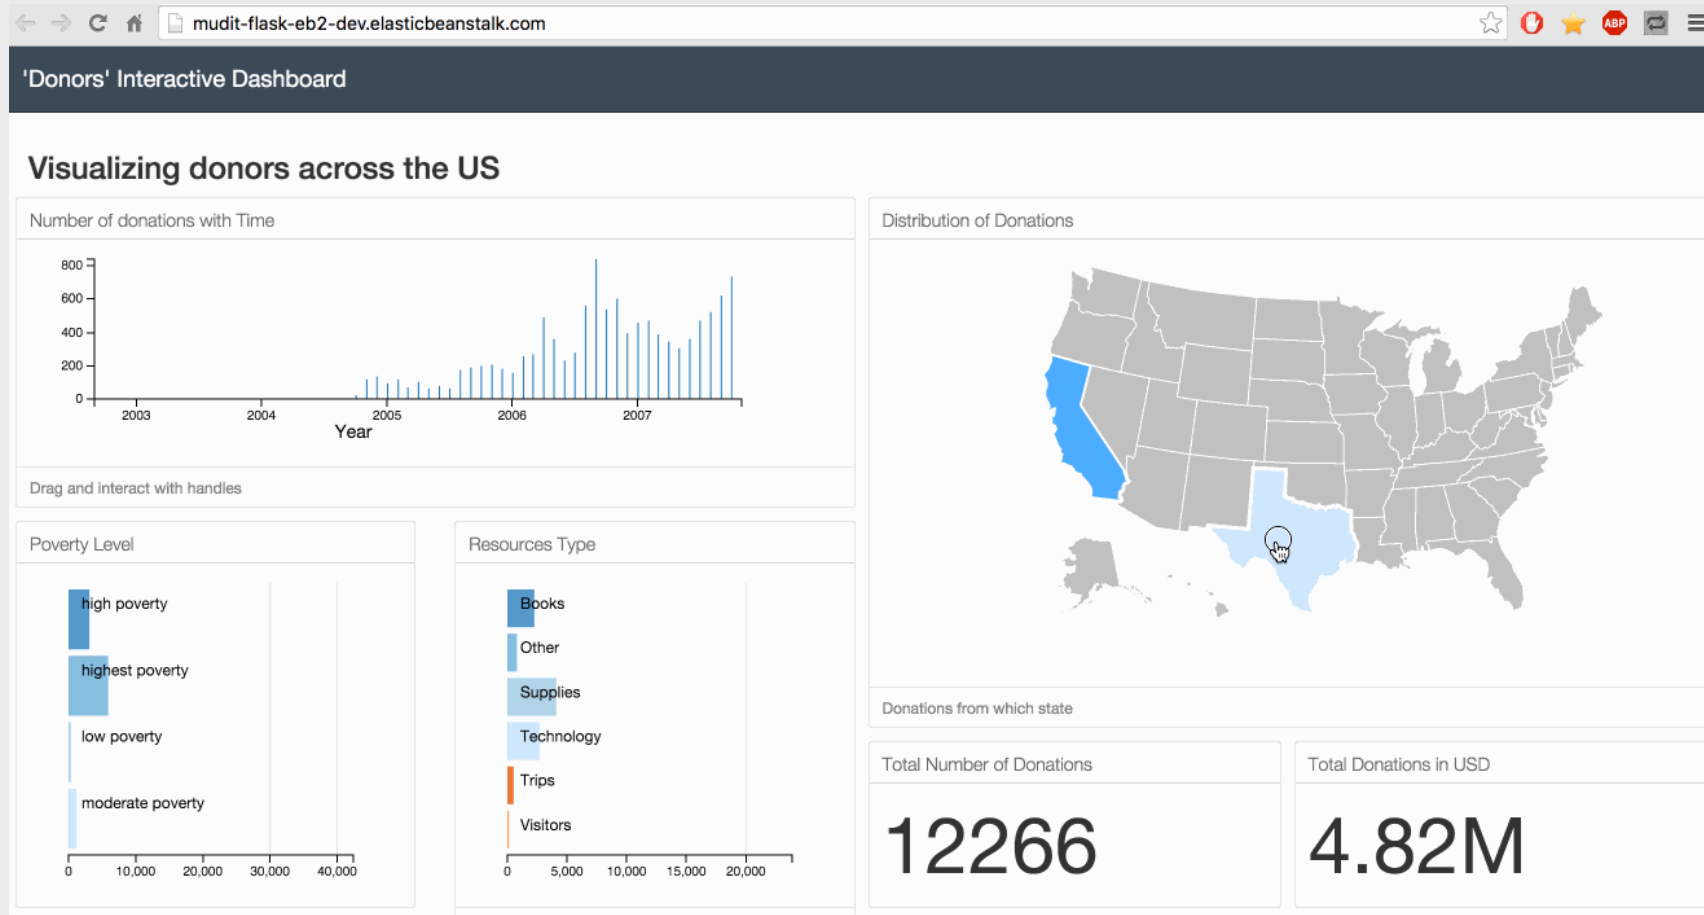 mudit-flask-eb2-dev.elasticbeanstalk.com
ABP
'Donors' Interactive Dashboard
Visualizing donors across the US
Number of donations with Time
800
600
400
200
0
2003 2004 2005 2006 2007
Year
Drag and interact with handles
Distribution of Donations
Donations from which state
Poverty Level
high poverty
highest poverty
low poverty
moderate poverty
0 10,000 20,000 30,000 40,000
Resources Type
Books
Other
Supplies
Technology
Trips
Visitors
0 5,000 10,000 15,000 20,000
Total Number of Donations
12266
Total Donations in USD
4.82M